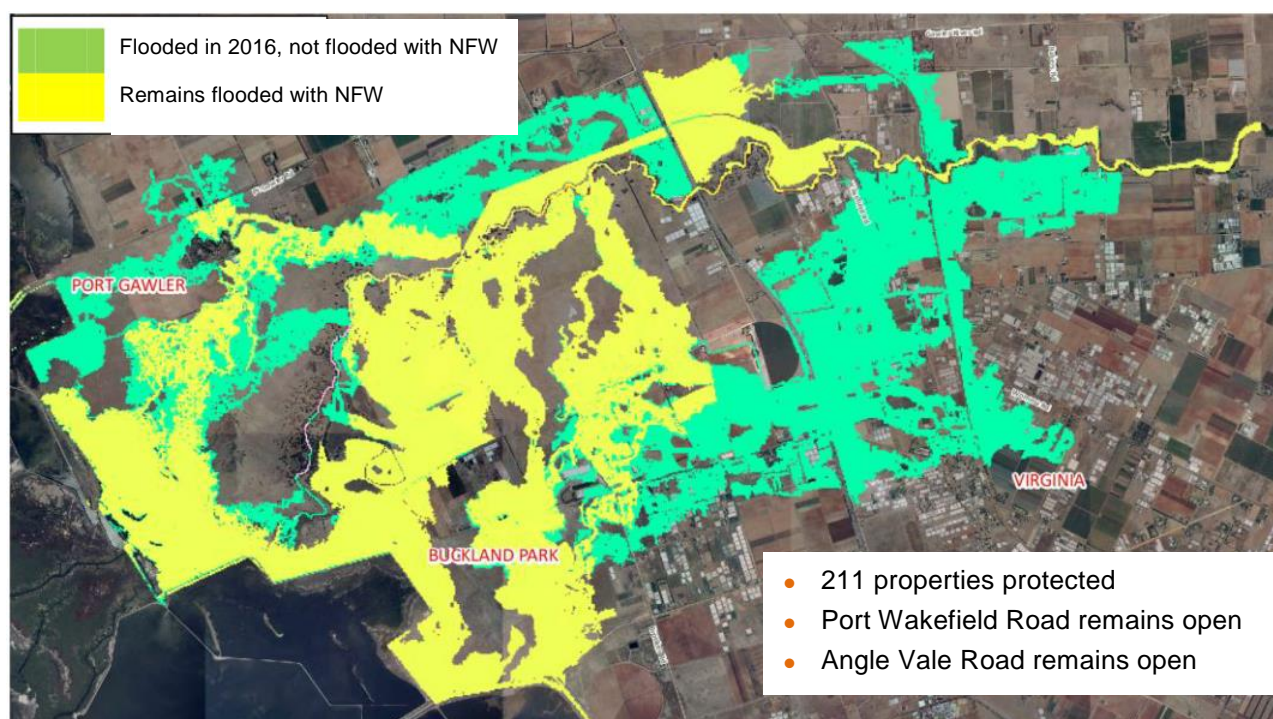 Flooded in 2016, not flooded with NFW
Remains flooded with NFW
PORT GAWLER
BUCKLAND PARK
VIRGINIA
• 211 properties protected
• Port Wakefield Road remains open
• Angle Vale Road remains open